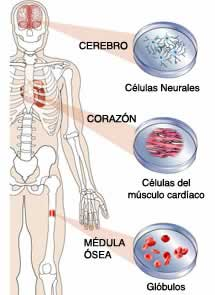 CEREBRO
Células Neurales
CORAZÓN
Células del
músculo cardíaco
MÉDULA
ÓSEA
Glóbulos